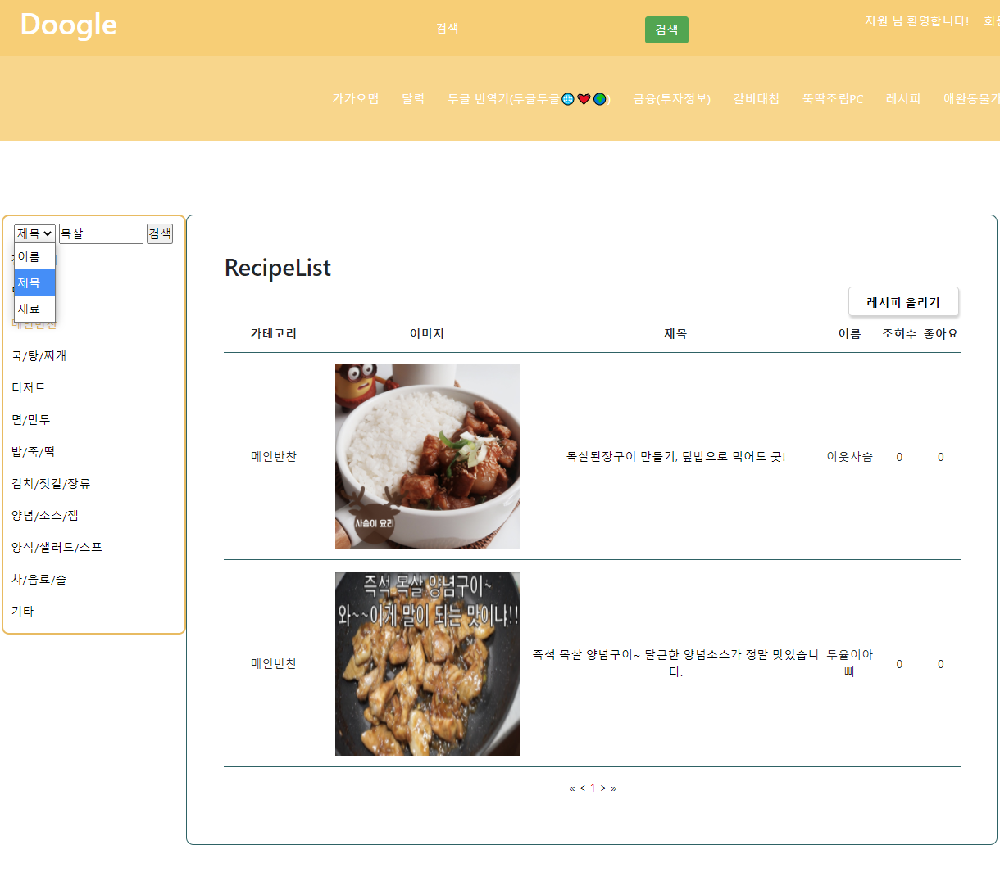 Doogle
검색
검색
지원 님 환영합니다!
카카오맵 달력 두글 번역기(두글두글🌐❤️🌍) 금융(투자정보) 갈비대첩 뚝딱조립PC 레시피 애완동물
제목 목살 검색
이름
제목
재료
메인반찬
국/탕/찌개
디저트
면/만두
밥/죽/떡
김치/젓갈/장류
양념/소스/잼
양식/샐러드/스프
차/음료/술
기타
RecipeList
레시피 올리기
카테고리 이미지 제목 이름 조회수 좋아요
사슴이 요리
메인반찬 목살된장구이 만들기, 덮밥으로 먹어도 굿! 이웃사슴 0 0
즉석 목살 양념구이~
와~~이게 말이 되는 맛이냐!!
메인반찬 즉석 목살 양념구이~ 달큰한 양념소스가 정말 맛있습니
다. 두율이아
빠 0 0
« < 1 > »